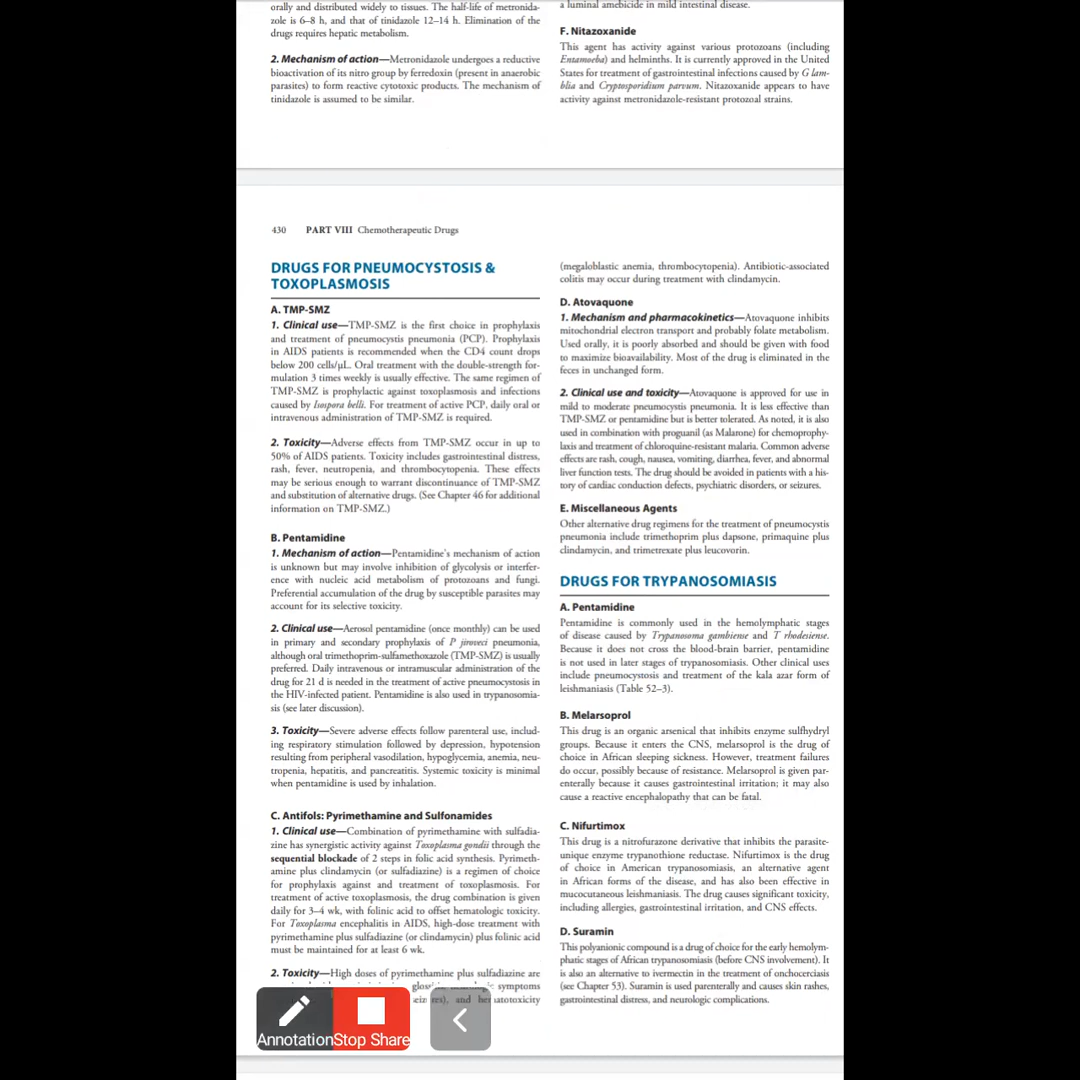 orally and distributed widely to tissues. The half-life of metronida-
zole is 6–8 h, and that of tinidazole 12–14 h. Elimination of the
drugs requires hepatic metabolism.
2. Mechanism of action—Metronidazole undergoes a reductive
bioactivation of its nitro group by ferredoxin (present in anaerobic
parasites) to form reactive cytotoxic products. The mechanism of
tinidazole is assumed to be similar.
a luminal amebicide in mild intestinal disease.
F. Nitazoxanide
This agent has activity against various protozoans (including
Entamoeba) and helminths. It is currently approved in the United
States for treatment of gastrointestinal infections caused by G lam-
blia and Cryptosporidium parvum. Nitazoxanide appears to have
activity against metronidazole-resistant protozoal strains.
430 PART VIII Chemotherapeutic Drugs
DRUGS FOR PNEUMOCYSTOSIS &
TOXOPLASMOSIS
A. TMP-SMZ
1. Clinical use—TMP-SMZ is the first choice in prophylaxis
and treatment of pneumocystis pneumonia (PCP). Prophylaxis
in AIDS patients is recommended when the CD4 count drops
below 200 cells/μL. Oral treatment with the double-strength for-
mulation 3 times weekly is usually effective. The same regimen of
TMP-SMZ is prophylactic against toxoplasmosis and infections
caused by Isospora belli. For treatment of active PCP, daily oral or
intravenous administration of TMP-SMZ is required.
2. Toxicity—Adverse effects from TMP-SMZ occur in up to
50% of AIDS patients. Toxicity includes gastrointestinal distress,
rash, fever, neutropenia, and thrombocytopenia. These effects
may be serious enough to warrant discontinuance of TMP-SMZ
and substitution of alternative drugs. (See Chapter 46 for additional
information on TMP-SMZ.)
B. Pentamidine
1. Mechanism of action—Pentamidine's mechanism of action
is unknown but may involve inhibition of glycolysis or interfer-
ence with nucleic acid metabolism of protozoans and fungi.
Preferential accumulation of the drug by susceptible parasites may
account for its selective toxicity.
2. Clinical use—Aerosol pentamidine (once monthly) can be used
in primary and secondary prophylaxis of P jiroveci pneumonia,
although oral trimethoprim-sulfamethoxazole (TMP-SMZ) is usually
preferred. Daily intravenous or intramuscular administration of the
drug for 21 d is needed in the treatment of active pneumocystosis in
the HIV-infected patient. Pentamidine is also used in trypanosomia-
sis (see later discussion).
3. Toxicity—Severe adverse effects follow parenteral use, includ-
ing respiratory stimulation followed by depression, hypotension
resulting from peripheral vasodilation, hypoglycemia, anemia, neu-
tropenia, hepatitis, and pancreatitis. Systemic toxicity is minimal
when pentamidine is used by inhalation.
C. Antifols: Pyrimethamine and Sulfonamides
1. Clinical use—Combination of pyrimethamine with sulfadia-
zine has synergistic activity against Toxoplasma gondii through the
sequential blockade of 2 steps in folic acid synthesis. Pyrimeth-
amine plus clindamycin (or sulfadiazine) is a regimen of choice
for prophylaxis against and treatment of toxoplasmosis. For
treatment of active toxoplasmosis, the drug combination is given
daily for 3–4 wk, with folinic acid to offset hematologic toxicity.
For Toxoplasma encephalitis in AIDS, high-dose treatment with
pyrimethamine plus sulfadiazine (or clindamycin) plus folinic acid
must be maintained for at least 6 wk.
2. Toxicity—High doses of pyrimethamine plus sulfadiazine are
symptoms
and hematotoxicity
(megaloblastic anemia, thrombocytopenia). Antibiotic-associated
colitis may occur during treatment with clindamycin.
D. Atovaquone
1. Mechanism and pharmacokinetics—Atovaquone inhibits
mitochondrial electron transport and probably folate metabolism.
Used orally, it is poorly absorbed and should be given with food
to maximize bioavailability. Most of the drug is eliminated in the
feces in unchanged form.
2. Clinical use and toxicity—Atovaquone is approved for use in
mild to moderate pneumocystis pneumonia. It is less effective than
TMP-SMZ or pentamidine but is better tolerated. As noted, it is also
used in combination with proguanil (as Malarone) for chemoprophy-
laxis and treatment of chloroquine-resistant malaria. Common adverse
effects are rash, cough, nausea, vomiting, diarrhea, fever, and abnormal
liver function tests. The drug should be avoided in patients with a his-
tory of cardiac conduction defects, psychiatric disorders, or seizures.
E. Miscellaneous Agents
Other alternative drug regimens for the treatment of pneumocystis
pneumonia include trimethoprim plus dapsone, primaquine plus
clindamycin, and trimetrexate plus leucovorin.
DRUGS FOR TRYPANOSOMIASIS
A. Pentamidine
Pentamidine is commonly used in the hemolymphatic stages
of disease caused by Trypanosoma gambiense and T rhodesiense.
Because it does not cross the blood-brain barrier, pentamidine
is not used in later stages of trypanosomiasis. Other clinical uses
include pneumocystosis and treatment of the kala azar form of
leishmaniasis (Table 52–3).
B. Melarsoprol
This drug is an organic arsenical that inhibits enzyme sulfhydryl
groups. Because it enters the CNS, melarsoprol is the drug of
choice in African sleeping sickness. However, treatment failures
do occur, possibly because of resistance. Melarsoprol is given par-
enterally because it causes gastrointestinal irritation; it may also
cause a reactive encephalopathy that can be fatal.
C. Nifurtimox
This drug is a nitrofurazone derivative that inhibits the parasite-
unique enzyme trypanothione reductase. Nifurtimox is the drug
of choice in American trypanosomiasis, an alternative agent
in African forms of the disease, and has also been effective in
mucocutaneous leishmaniasis. The drug causes significant toxicity,
including allergies, gastrointestinal irritation, and CNS effects.
D. Suramin
This polyanionic compound is a drug of choice for the early hemolym-
phatic stages of African trypanosomiasis (before CNS involvement). It
is also an alternative to ivermectin in the treatment of onchocerciasis
(see Chapter 53). Suramin is used parenterally and causes skin rashes,
gastrointestinal distress, and neurologic complications.
Annotation
Stop Share